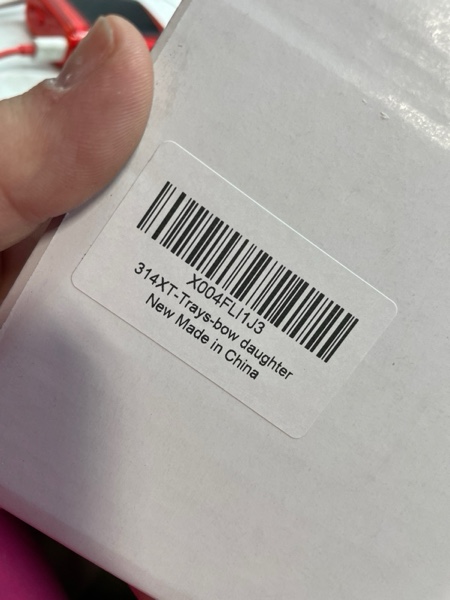 X004FLI1J3
314XT-Trays-bow daughter
New Made in China